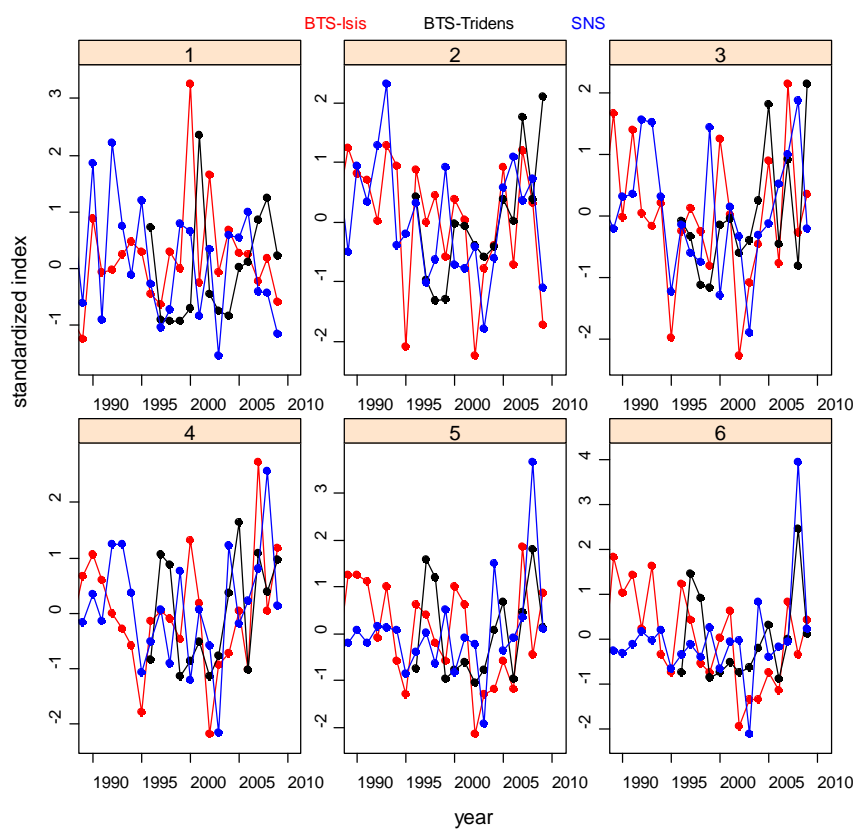 BTS-Isis BTS-Tridens SNS
1 2 3
3 2 1 0 -1
2 1 0 -1 -2
2 1 0 -1 -2
1990 1995 2000 2005 2010 1990 1995 2000 2005 2010 1990 1995 2000 2005 2010
standardized index
4 5 6
2 1 0 -1 -2
3 2 1 0 -1 -2
4 3 2 1 0 -1 -2
1990 1995 2000 2005 2010 1990 1995 2000 2005 2010 1990 1995 2000 2005 2010
year